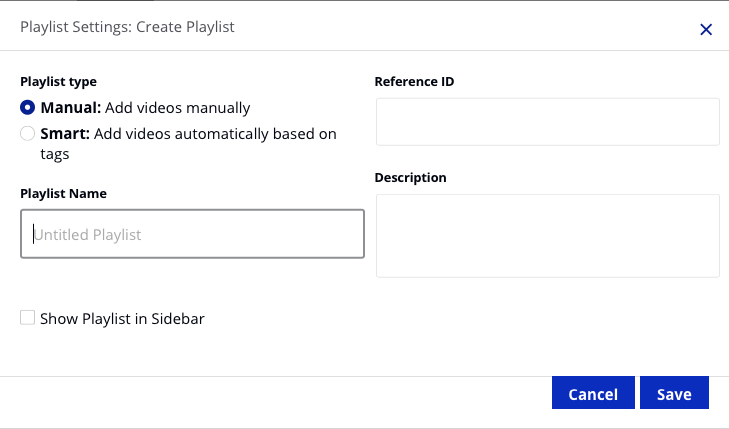 Playlist Settings: Create Playlist
Playlist type
Manual: Add videos manually
Smart: Add videos automatically based on
tags
Playlist Name
Untitled Playlist
Show Playlist in Sidebar
Reference ID
Description
Cancel
Save